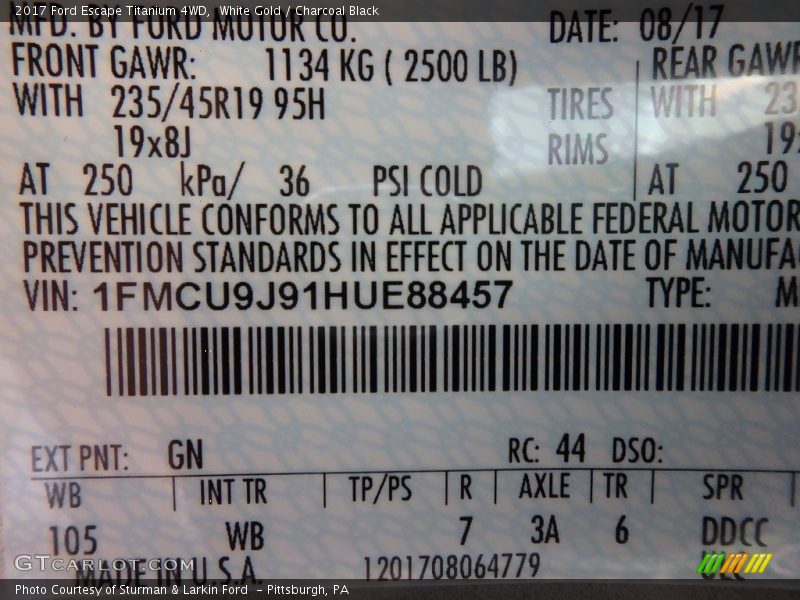 2017 Ford Escape Titanium 4WD, White Gold / Charcoal Black
MFD. BY FORD MOTOR CO. DATE: 08/17
FRONT GAWR: 1134 KG ( 2500 LB) REAR GAWR
WITH 235/45R19 95H TIRES WITH 23
19x8J RIMS 19
AT 250 kPa/ 36 PSI COLD AT 250
THIS VEHICLE CONFORMS TO ALL APPLICABLE FEDERAL MOTOR
PREVENTION STANDARDS IN EFFECT ON THE DATE OF MANUFA
VIN: 1FMCU9J91HUE88457 TYPE: M
EXT PNT: GN RC: 44 DSO:
WB INT TR TP/PS R AXLE TR SPR
105 WB 7 3A 6 DDCC
MADE IN U.S.A. 1201708064779
GTcarlot.com
Photo Courtesy of Sturman & Larkin Ford - Pittsburgh, PA